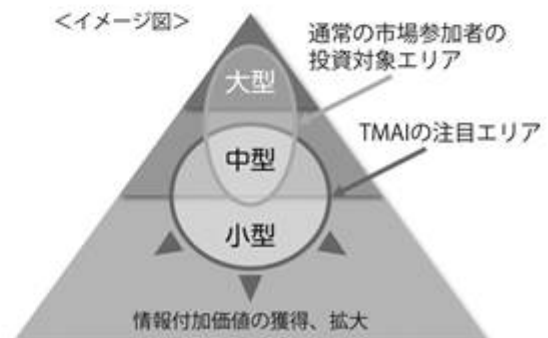 ＜イメージ図＞
通常の市場参加者の
投資対象エリア
大型
TMAIの注目エリア
中型
小型
情報付加価値の獲得、拡大